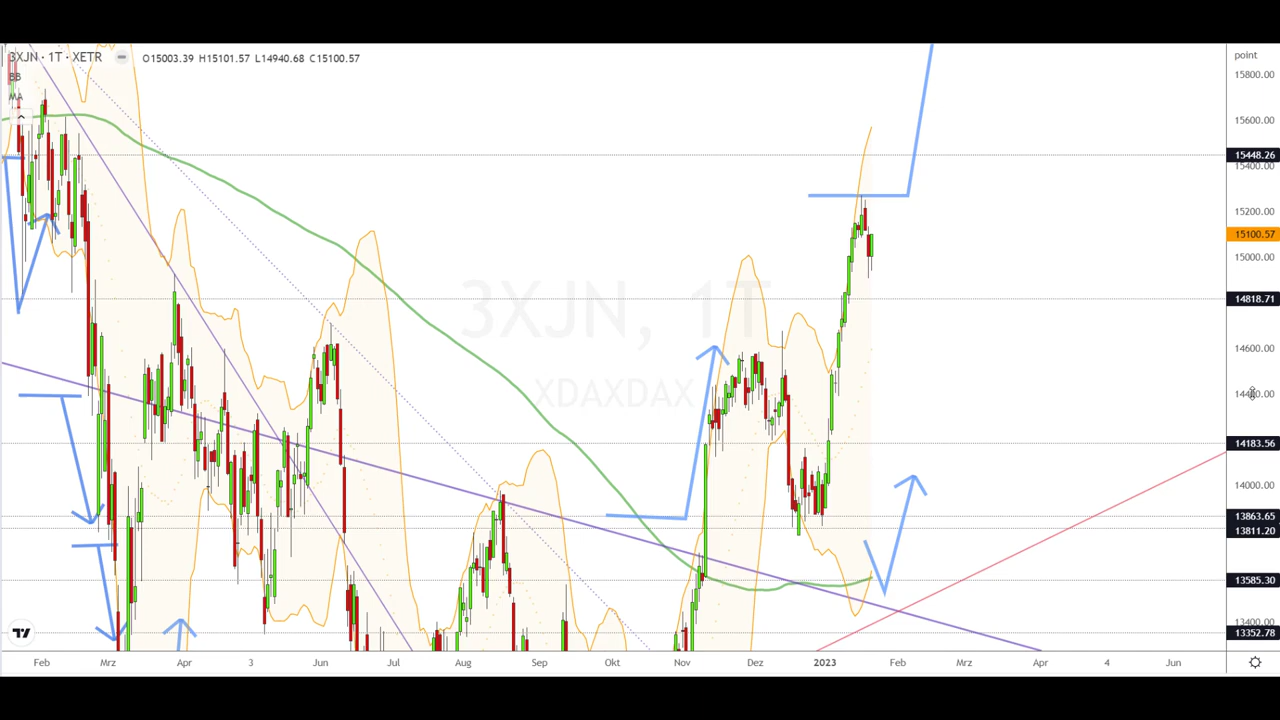 3XJN · 1T · XETR O15003.39 H15101.57 L14940.68 C15100.57
BB
MA
3XJN, 1T
XDAXDAX
point
15800.00
15600.00
15448.26
15400.00
15200.00
15100.57
15000.00
14818.71
14600.00
14400.00
14183.56
14000.00
13863.65
13811.20
13585.30
13400.00
13352.78
Feb Mrz Apr 3 Jun Jul Aug Sep Okt Nov Dez 2023 Feb Mrz Apr 4 Jun